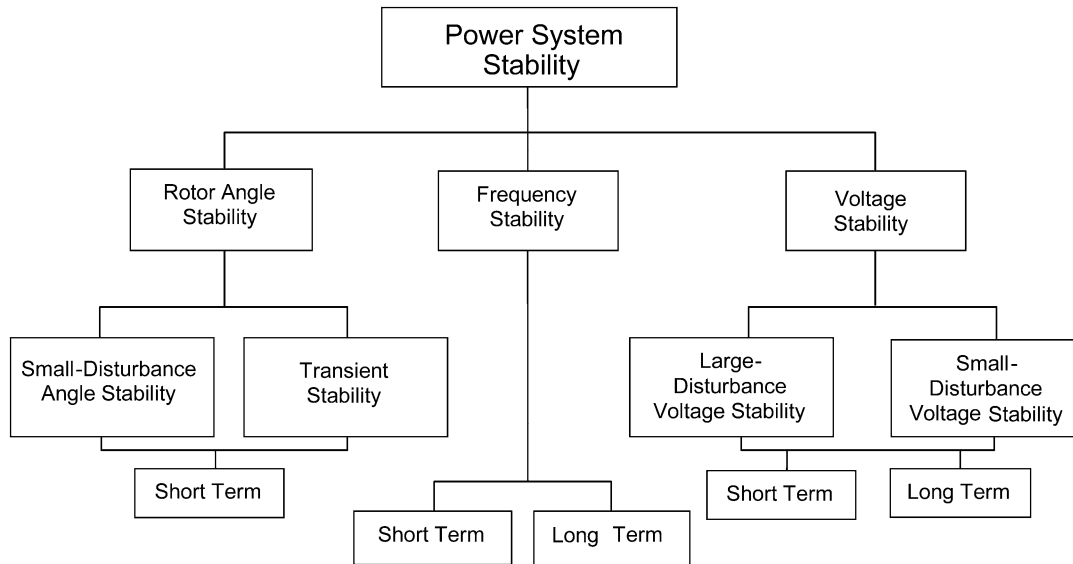 Power System
Stability
Rotor Angle
Stability
Frequency
Stability
Voltage
Stability
Small-Disturbance
Angle Stability
Transient
Stability
Large-
Disturbance
Voltage Stability
Small-
Disturbance
Voltage Stability
Short Term
Short Term
Long Term
Short Term
Long Term